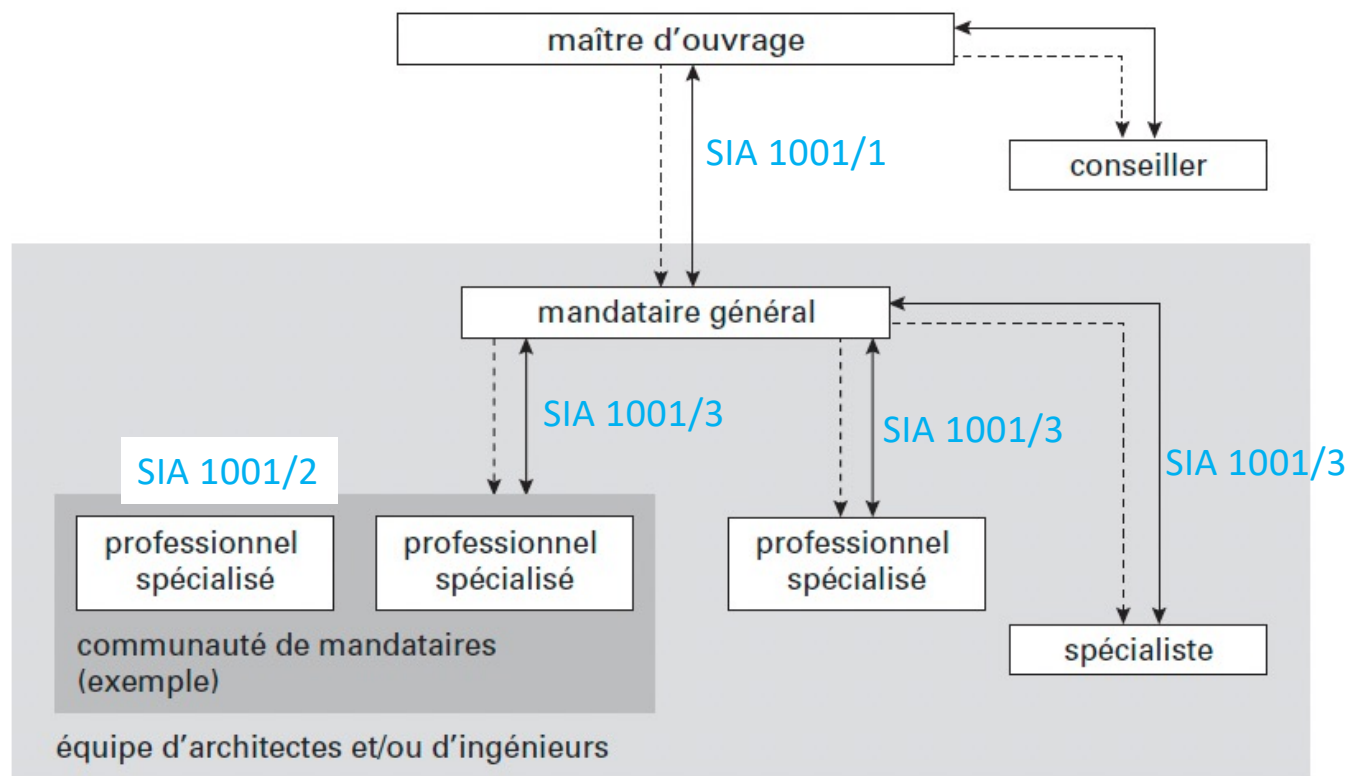 maître d'ouvrage
SIA 1001/1
conseiller
mandataire général
SIA 1001/3
SIA 1001/3
SIA 1001/3
SIA 1001/2
professionnel
spécialisé
professionnel
spécialisé
professionnel
spécialisé
communauté de mandataires
(exemple)
spécialiste
équipe d'architectes et/ou d'ingénieurs